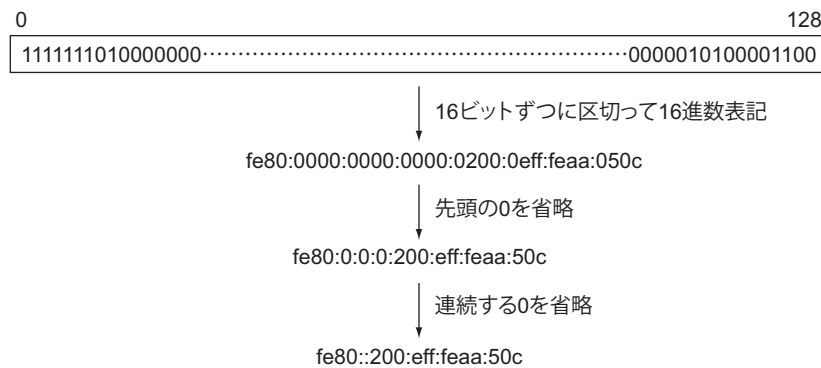 0 128
1111111010000000……………………………………………………0000010100001100
16ビットずつに区切って16進数表記
fe80:0000:0000:0000:0200:0eff:feaa:050c
先頭の0を省略
fe80:0:0:0:200:eff:feaa:50c
連続する0を省略
fe80::200:eff:feaa:50c